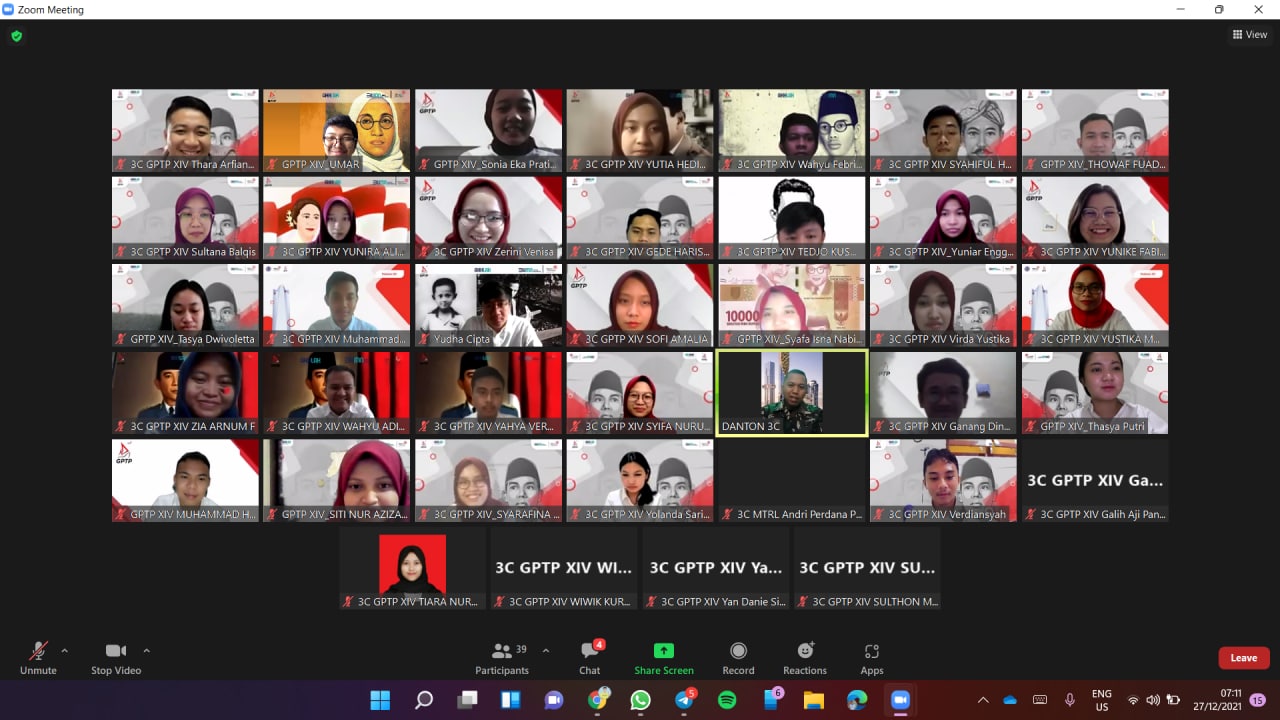 Zoom Meeting
View
3C GPTP XIV Thara Arfian...
GPTP XIV_UMAR
GPTP XIV_Sonia Eka Prati...
3C GPTP XIV YUTIA HEDI...
3C GPTP XIV Wahyu Febri...
3C GPTP XIV SYAHIFUL H...
GPTP XIV_THOWAF FUAD...
3C GPTP XIV Sultana Balqis
3C GPTP XIV YUNIRA ALI...
GPTP
3C GPTP XIV Zerini Venisa
3C GPTP XIV GEDE HARIS...
3C GPTP XIV TEDJO KUS...
3C GPTP XIV_Yuniar Engg...
GPTP
3C GPTP XIV YUNIKE FABI...
GPTP XIV_Tasya Dwivoletta
3C GPTP XIV Muhammad...
Yudha Cipta
GPTP
3C GPTP XIV SOFI AMALIA
10000
GPTP XIV_Syafa Isna Nabi...
3C GPTP XIV Virda Yustika
3C GPTP XIV YUSTIKA M...
3C GPTP XIV ZIA ARNUM F
3C GPTP XIV WAHYU ADI...
3C GPTP XIV YAHYA VER...
3C GPTP XIV SYIFA NURU...
DANTON 3C
3C GPTP XIV Ganang Din...
GPTP XIV_Thasya Putri
GPTP
GPTP XIV MUHAMMAD H...
GPTP XIV_SITI NUR AZIZA...
3C GPTP XIV_SYARAFINA ...
3C GPTP XIV Yolanda Sari...
3C MTRL Andri Perdana P...
3C GPTP XIV Verdiansyah
3C GPTP XIV Ga...
3C GPTP XIV Galih Aji Pan...
3C GPTP XIV TIARA NUR...
3C GPTP XIV WI...
3C GPTP XIV WIWIK KUR...
3C GPTP XIV Ya...
3C GPTP XIV Yan Danie Si...
3C GPTP XIV SU...
3C GPTP XIV SULTHON M...
Unmute
Stop Video
Participants 39
Chat 4
Share Screen
Record
Reactions
Apps
Leave
5
6
ENG
US
07:11
27/12/2021
15